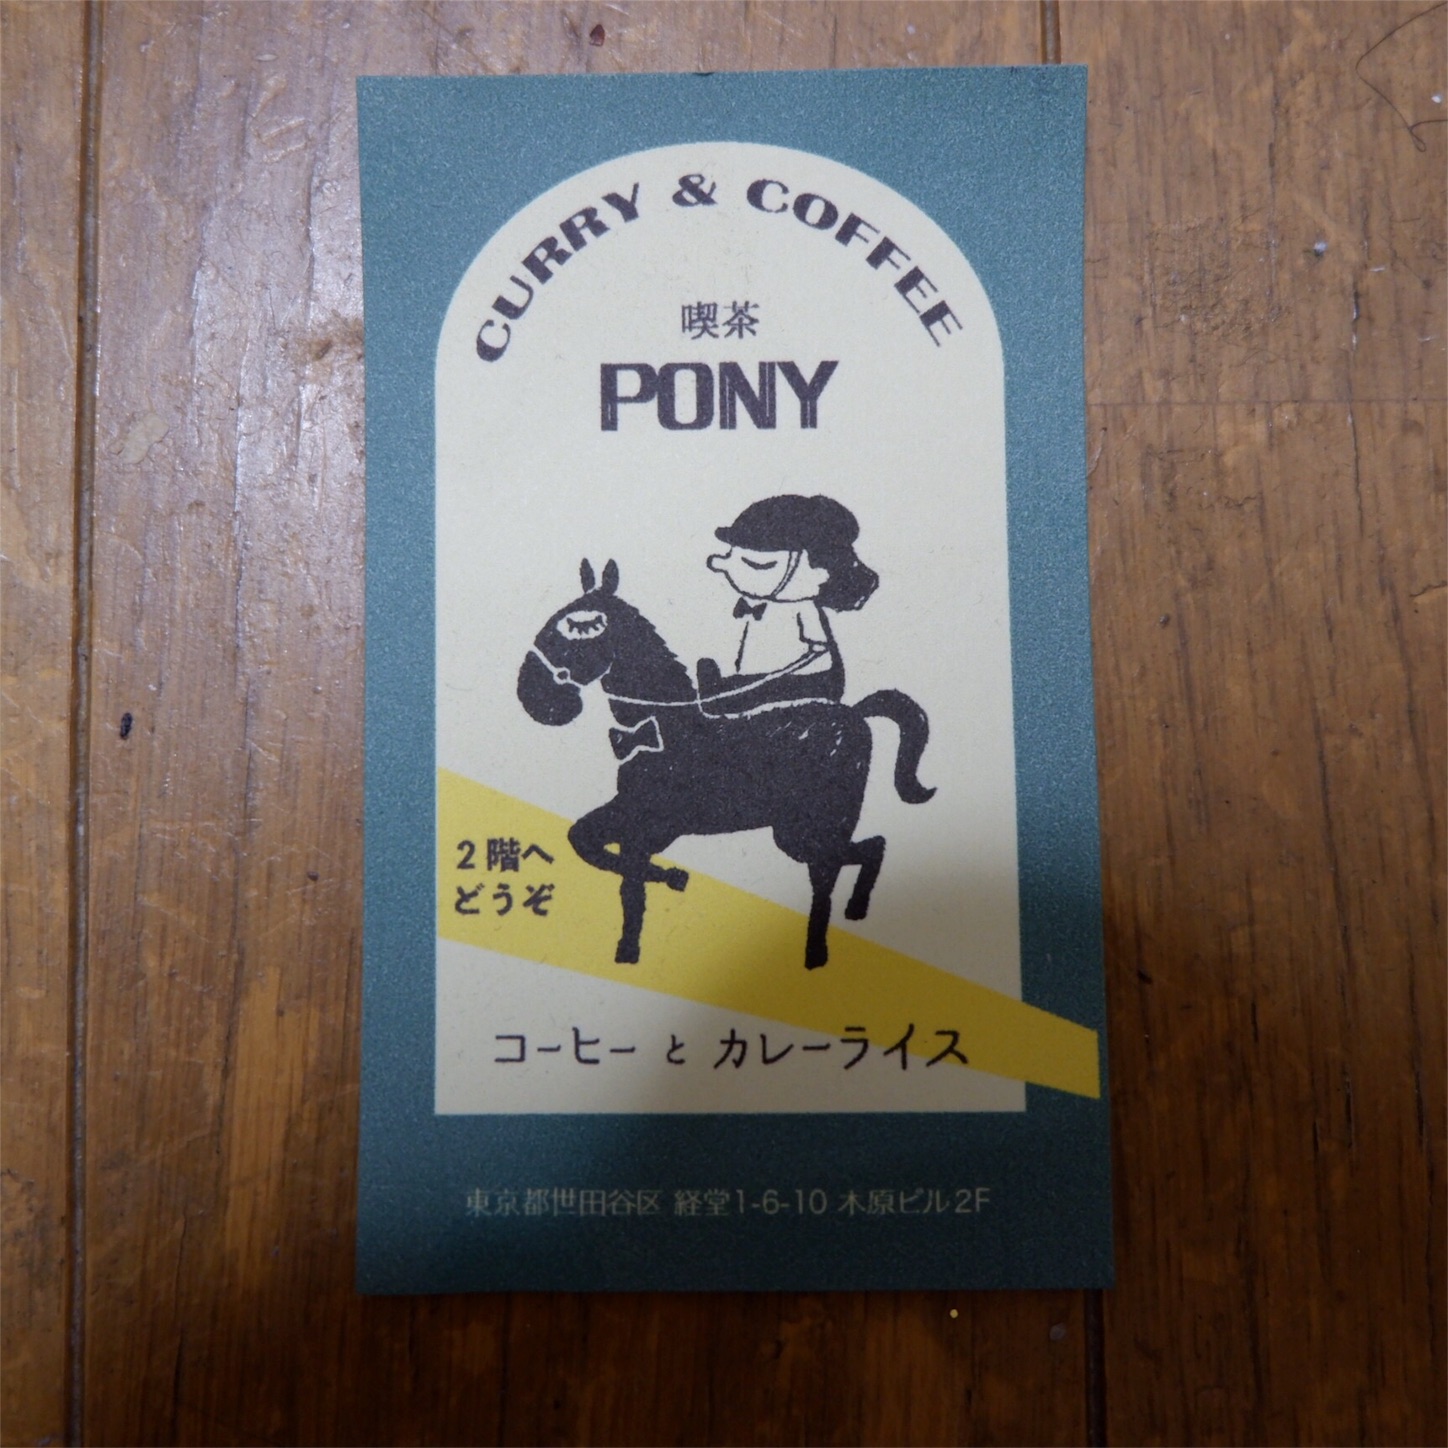 CURRY & COFFEE
喫茶
PONY
2階へ
どうぞ
コーヒー と カレーライス
東京都世田谷区 経堂1-6-10 木原ビル2F